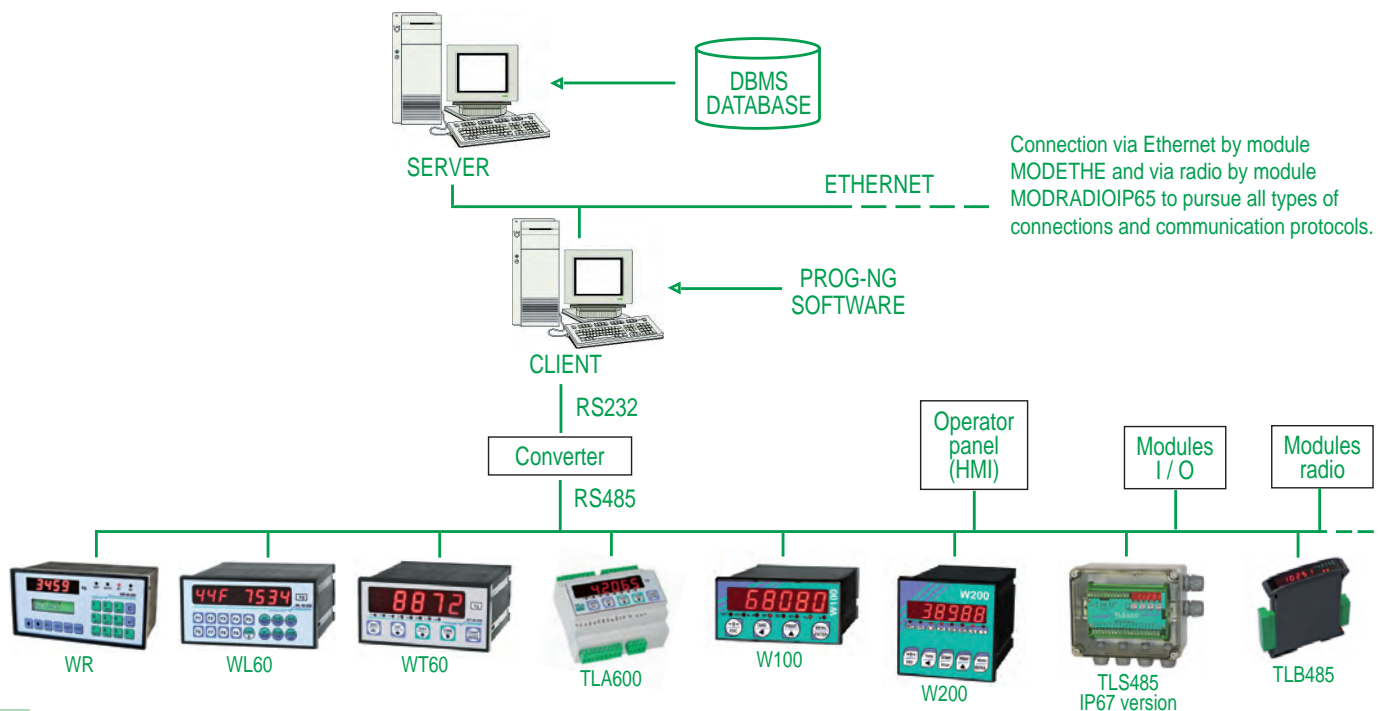 DBMS
DATABASE
SERVER
ETHERNET
Connection via Ethernet by module
MODETHE and via radio by module
MODRADIOIP65 to pursue all types of
connections and communication protocols.
PROG-NG
SOFTWARE
CLIENT
RS232
Converter
RS485
Operator
panel
(HMI)
Modules
I / O
Modules
radio
3459
44F 7534
8872
42065
68080
W100
W200
38988
WR
WL60
WT60
TLA600
W100
W200
TLS485
IP67 version
TLB485